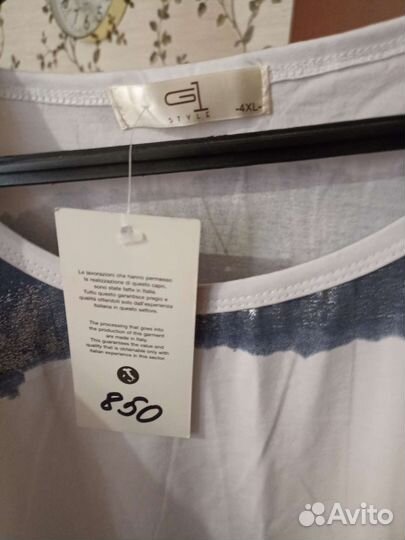 G1
STYLE
-4XL-
Le lavorazioni che hanno permesso
la realizzazione di questo capo,
sono state fatte in Italia.
Tutto questo garantisce pregio e
qualità ottenibili solo dall'esperienza
italiana in questo settore.
The processing that goes into
the production of this garment
are made in Italy.
This guarantees the value and
quality that is obtainable only with
italian experience in this sector.
850
Avito